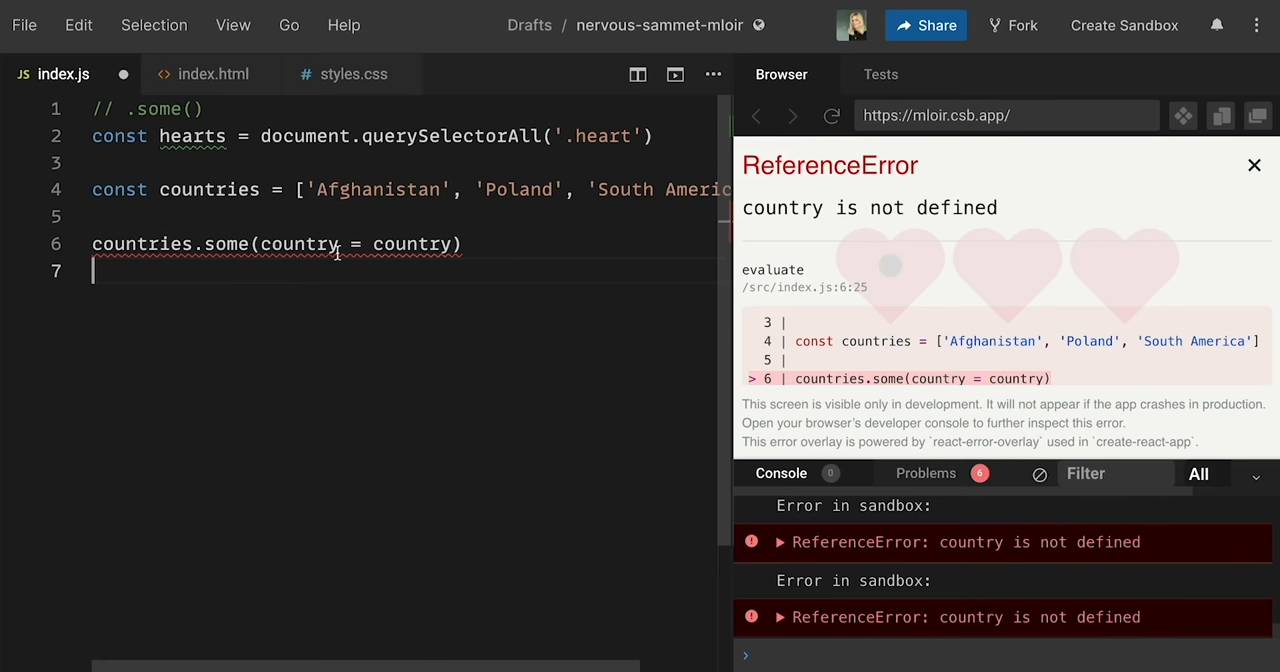 File Edit Selection View Go Help Drafts / nervous-sammet-mloir Share Fork Create Sandbox
JS index.js <> index.html # styles.css ••• Browser Tests
https://mloir.csb.app/
1 // .some()
2 const hearts = document.querySelectorAll('.heart')
3
4 const countries = ['Afghanistan', 'Poland', 'South Americ
5
6 countries.some(country = country)
7
ReferenceError
country is not defined
evaluate
/src/index.js:6:25
3 |
4 | const countries = ['Afghanistan', 'Poland', 'South America']
5 |
> 6 | countries.some(country = country)
This screen is visible only in development. It will not appear if the app crashes in production.
Open your browser's developer console to further inspect this error.
This error overlay is powered by `react-error-overlay` used in `create-react-app`.
Console 0 Problems 6 Filter All
Error in sandbox:
ReferenceError: country is not defined
Error in sandbox:
ReferenceError: country is not defined
>